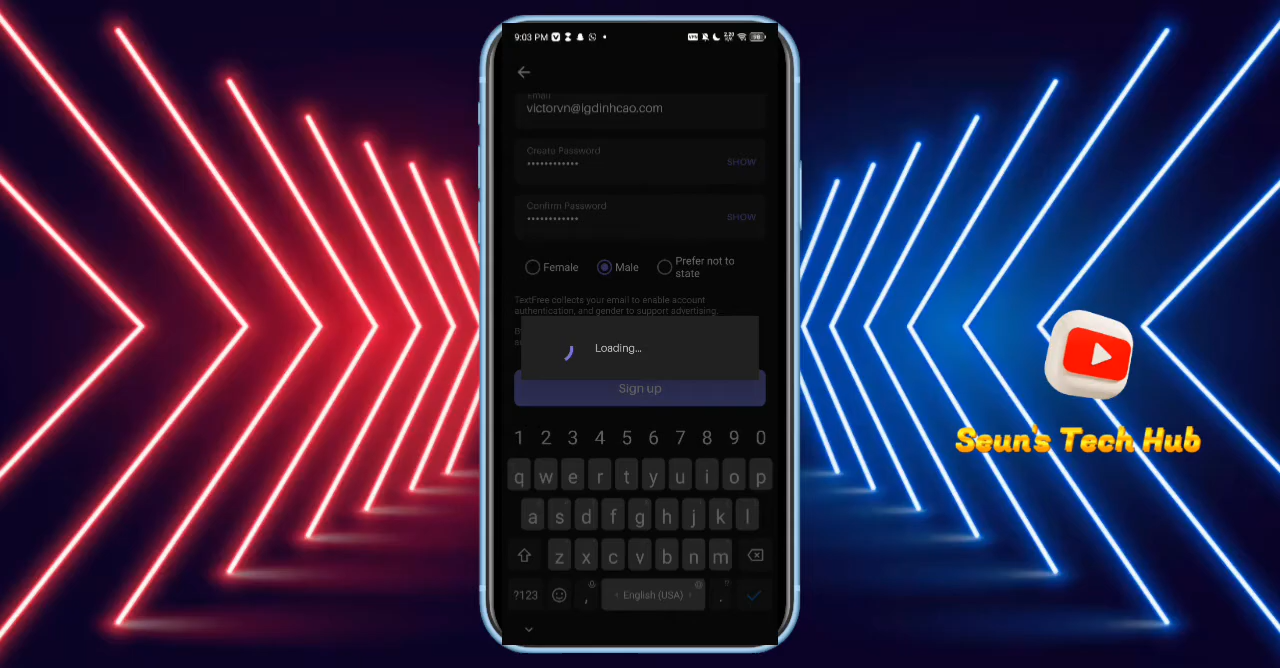 9:03 PM
Email
victorvn@igdinhcao.com
Create Password
••••••••••••
SHOW
Confirm Password
••••••••••••
SHOW
Female
Male
Prefer not to
state
TextFree collects your email to enable account
authentication, and gender to support advertising.
Loading...
Sign up
Seun's Tech Hub
1 2 3 4 5 6 7 8 9 0
q w e r t y u i o p
a s d f g h j k l
z x c v b n m
?123 , English (USA) .